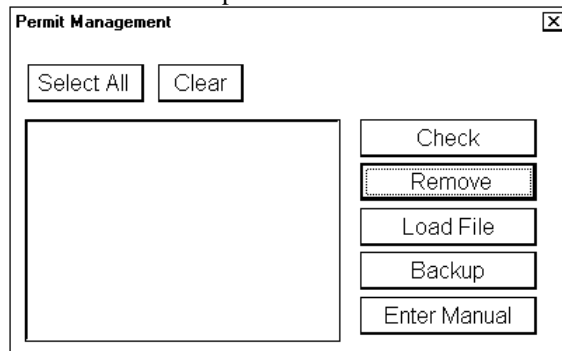 Permit Management
Select All Clear
Check
Remove
Load File
Backup
Enter Manual